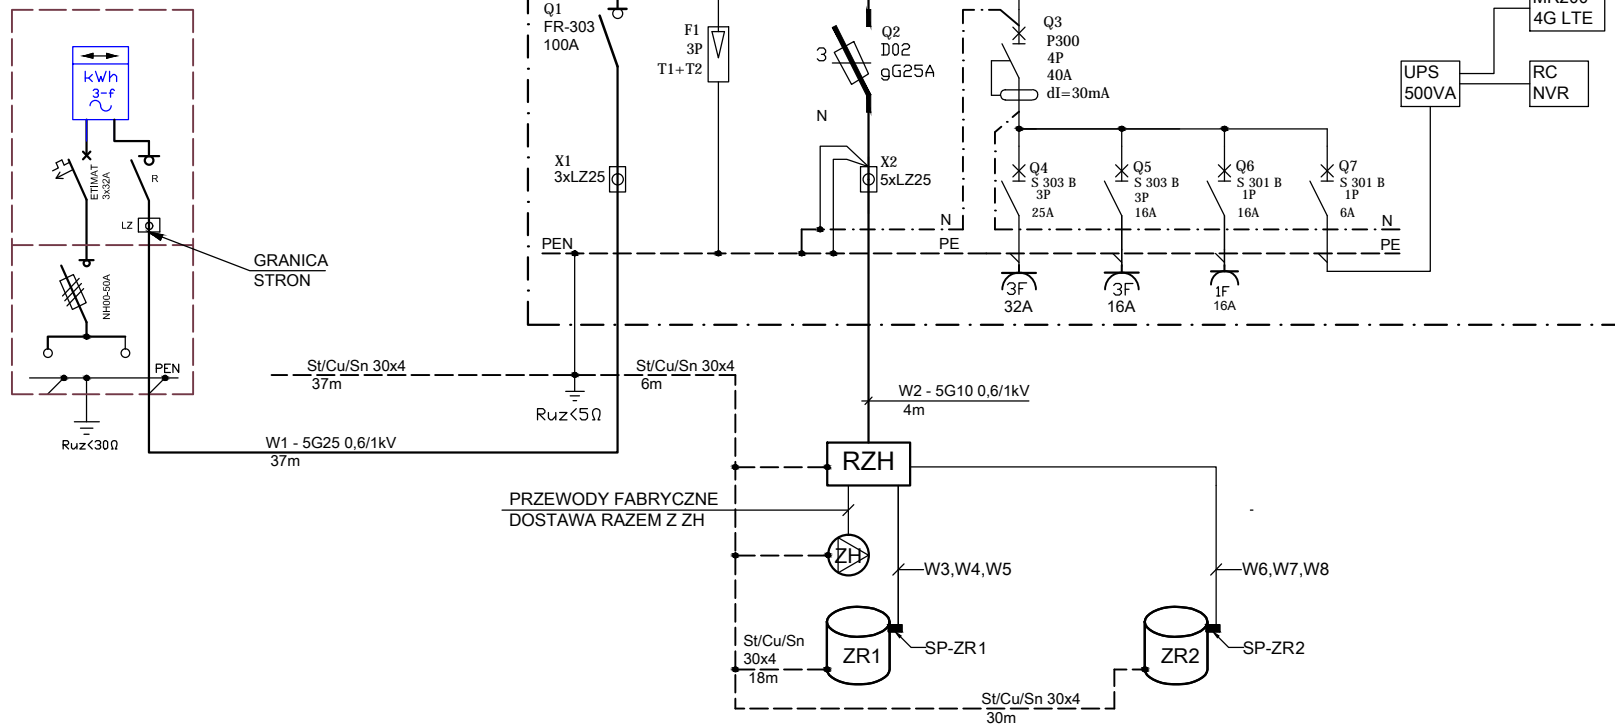 kWh
3-f
ETIMAT
3x32A
R
LZ
GRANICA
STRON
NH00-50A
PEN
Ruz<30Ω
W1 - 5G25 0,6/1kV
37m
Q1
FR-303
100A
F1
3P
T1+T2
3
Q2
D02
gG25A
N
X1
3xLZ25
X2
5xLZ25
PEN
N
PE
Q3
P300
4P
40A
dI=30mA
Q4
S 303 B
3P
25A
Q5
S 303 B
3P
16A
Q6
S 301 B
1P
16A
Q7
S 301 B
1P
6A
N
PE
3F
32A
3F
16A
1F
16A
UPS
500VA
4G LTE
RC
NVR
St/Cu/Sn 30x4
37m
St/Cu/Sn 30x4
6m
Ruz<5Ω
W2 - 5G10 0,6/1kV
4m
RZH
PRZEWODY FABRYCZNE
DOSTAWA RAZEM Z ZH
ZH
W3,W4,W5
W6,W7,W8
St/Cu/Sn
30x4
18m
ZR1
SP-ZR1
ZR2
SP-ZR2
St/Cu/Sn 30x4
30m